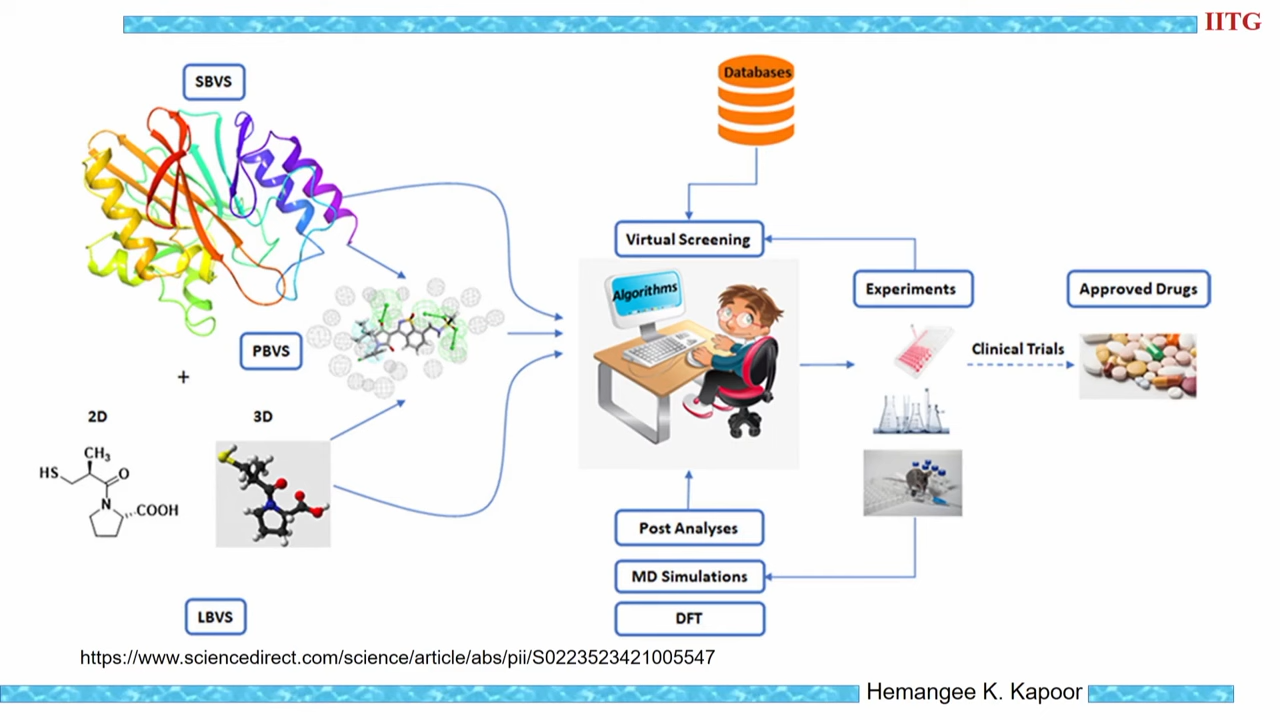 IITG
SBVS
Databases
Virtual Screening
Algorithms
Experiments
Approved Drugs
PBVS
Clinical Trials
+
2D
3D
CH₃
HS
O
N
COOH
Post Analyses
MD Simulations
DFT
LBVS
https://www.sciencedirect.com/science/article/abs/pii/S0223523421005547
Hemangee K. Kapoor